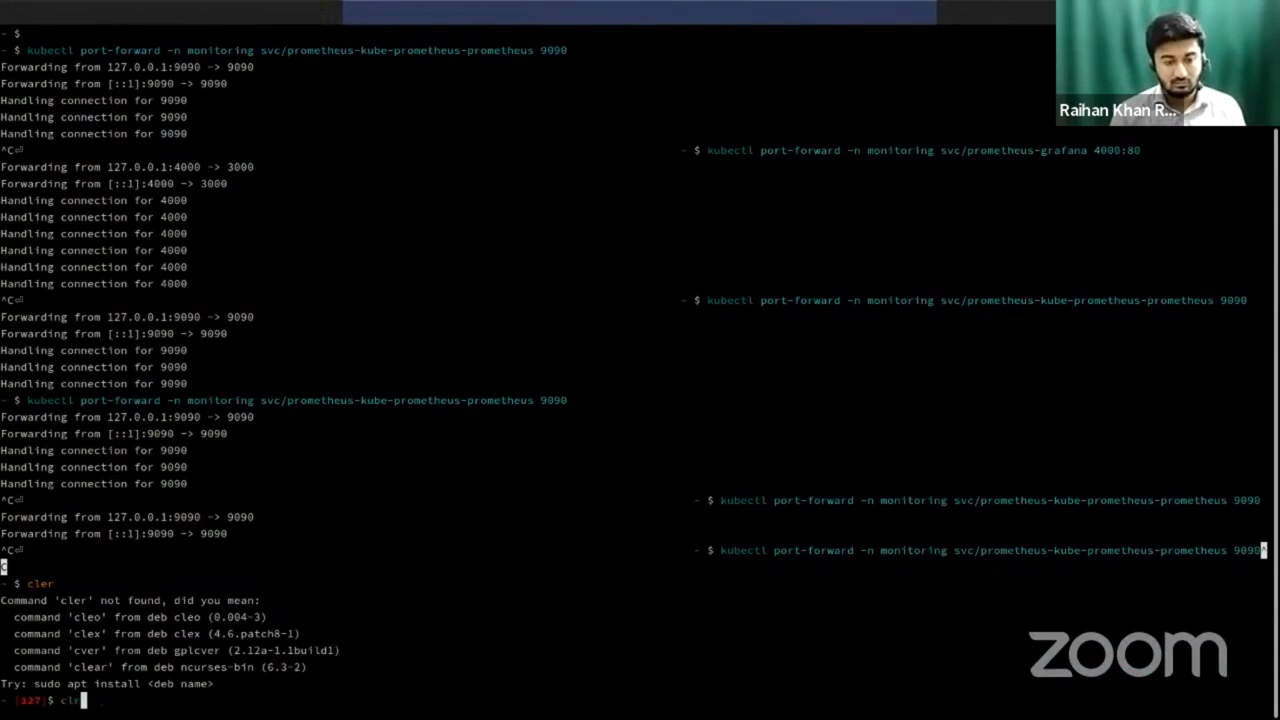 ~ $
~ $ kubectl port-forward -n monitoring svc/prometheus-kube-prometheus-prometheus 9090
Forwarding from 127.0.0.1:9090 -> 9090
Forwarding from [::1]:9090 -> 9090
Handling connection for 9090
Handling connection for 9090
Handling connection for 9090
Raihan Khan R...
^C⏎ ~ $ kubectl port-forward -n monitoring svc/prometheus-grafana 4000:80
Forwarding from 127.0.0.1:4000 -> 3000
Forwarding from [::1]:4000 -> 3000
Handling connection for 4000
Handling connection for 4000
Handling connection for 4000
Handling connection for 4000
Handling connection for 4000
Handling connection for 4000
^C⏎ ~ $ kubectl port-forward -n monitoring svc/prometheus-kube-prometheus-prometheus 9090
Forwarding from 127.0.0.1:9090 -> 9090
Forwarding from [::1]:9090 -> 9090
Handling connection for 9090
Handling connection for 9090
Handling connection for 9090
~ $ kubectl port-forward -n monitoring svc/prometheus-kube-prometheus-prometheus 9090
Forwarding from 127.0.0.1:9090 -> 9090
Forwarding from [::1]:9090 -> 9090
Handling connection for 9090
Handling connection for 9090
Handling connection for 9090
^C⏎ ~ $ kubectl port-forward -n monitoring svc/prometheus-kube-prometheus-prometheus 9090
Forwarding from 127.0.0.1:9090 -> 9090
Forwarding from [::1]:9090 -> 9090
^C⏎ ~ $ kubectl port-forward -n monitoring svc/prometheus-kube-prometheus-prometheus 9090^
C
~ $ cler
Command 'cler' not found, did you mean:
command 'cleo' from deb cleo (0.004-3)
command 'clex' from deb clex (4.6.patch8-1)
command 'cver' from deb gplcver (2.12a-1.1build1)
command 'clear' from deb ncurses-bin (6.3-2)
Try: sudo apt install <deb name>
~ [127]$ clr
zoom